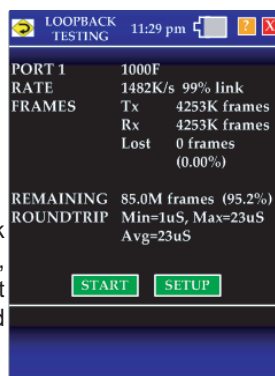 LOOPBACK TESTING 11:29 pm ? X
PORT 1 1000F
RATE 1482K/s 99% link
FRAMES Tx 4253K frames
Rx 4253K frames
Lost 0 frames
(0.00%)
REMAINING 85.0M frames (95.2%)
ROUNDTRIP Min=1uS, Max=23uS
Avg=23uS
START SETUP